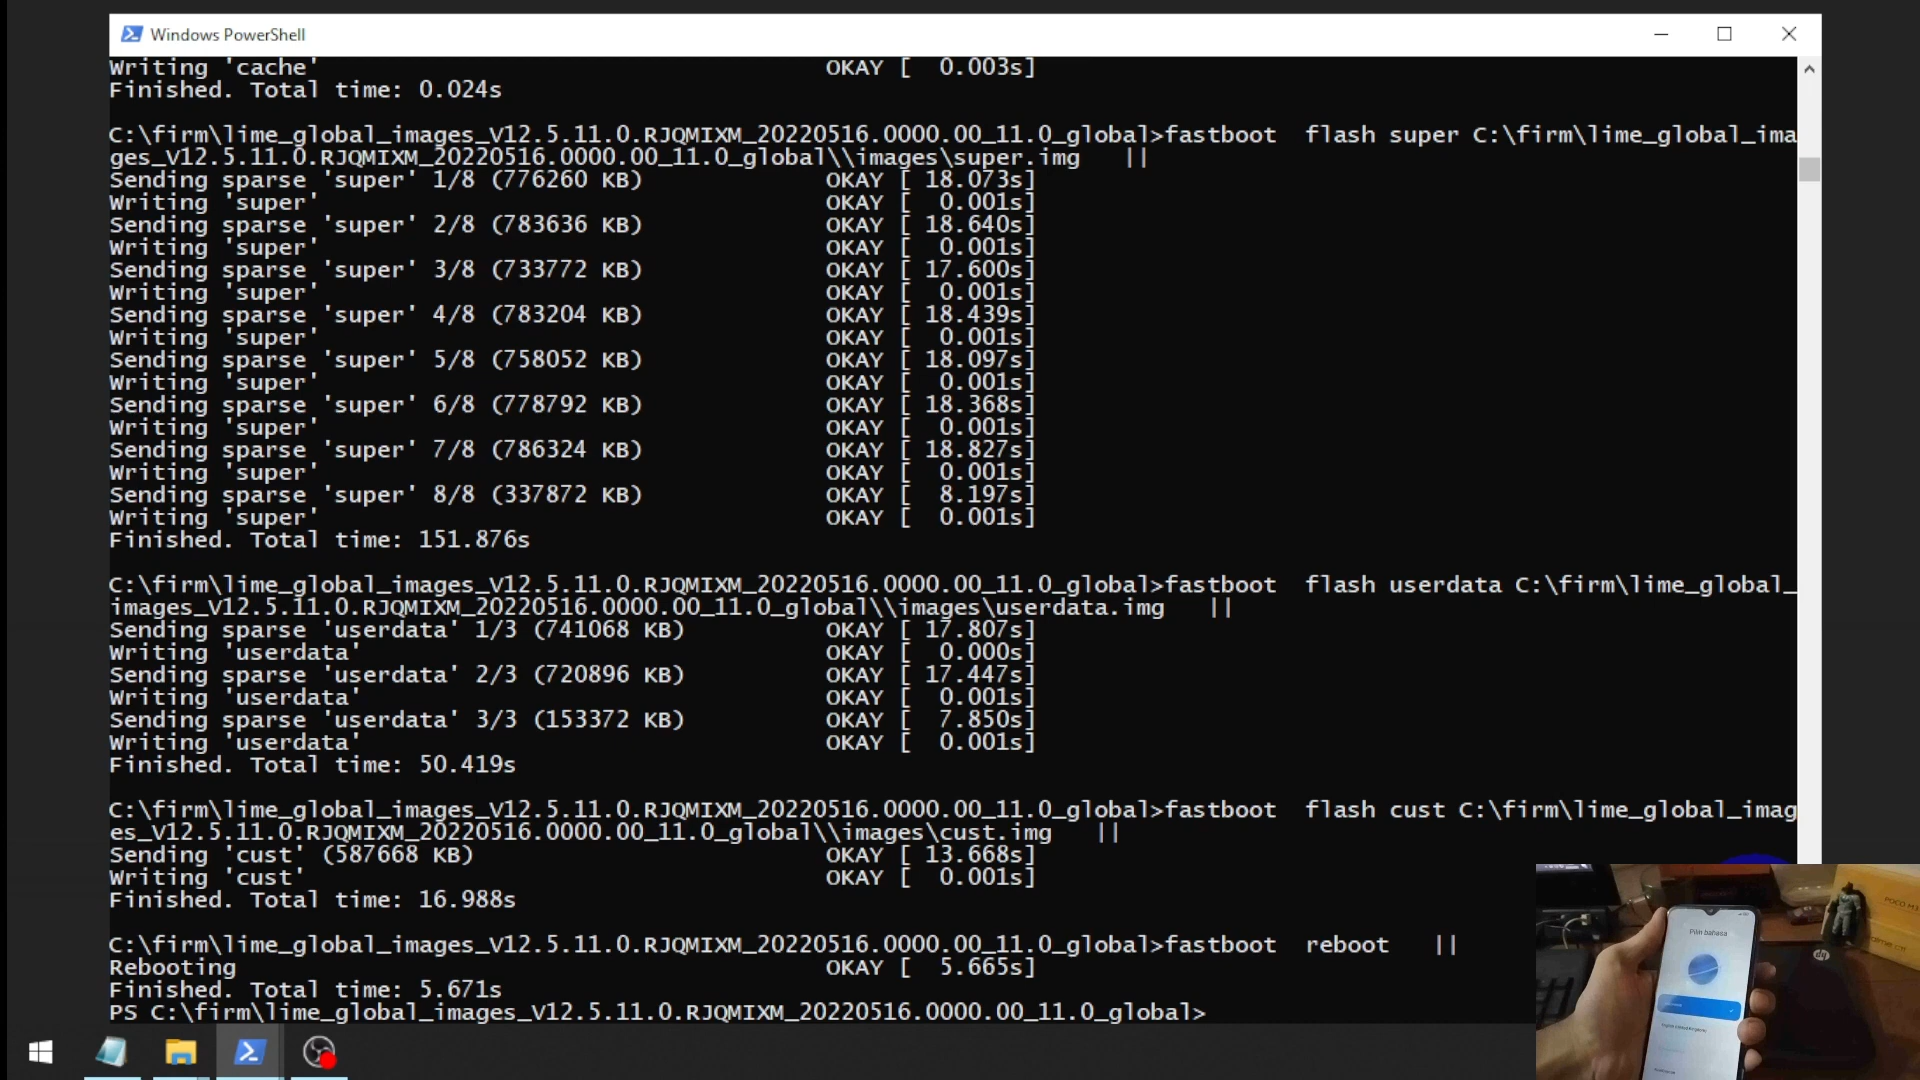 Windows PowerShell
Writing 'cache' OKAY [ 0.003s]
Finished. Total time: 0.024s
C:\firm\lime_global_images_V12.5.11.0.RJQMIXM_20220516.0000.00_11.0_global>fastboot flash super C:\firm\lime_global_ima
ges_V12.5.11.0.RJQMIXM_20220516.0000.00_11.0_global\\images\super.img ||
Sending sparse 'super' 1/8 (776260 KB) OKAY [ 18.073s]
Writing 'super' OKAY [ 0.001s]
Sending sparse 'super' 2/8 (783636 KB) OKAY [ 18.640s]
Writing 'super' OKAY [ 0.001s]
Sending sparse 'super' 3/8 (733772 KB) OKAY [ 17.600s]
Writing 'super' OKAY [ 0.001s]
Sending sparse 'super' 4/8 (783204 KB) OKAY [ 18.439s]
Writing 'super' OKAY [ 0.001s]
Sending sparse 'super' 5/8 (758052 KB) OKAY [ 18.097s]
Writing 'super' OKAY [ 0.001s]
Sending sparse 'super' 6/8 (778792 KB) OKAY [ 18.368s]
Writing 'super' OKAY [ 0.001s]
Sending sparse 'super' 7/8 (786324 KB) OKAY [ 18.827s]
Writing 'super' OKAY [ 0.001s]
Sending sparse 'super' 8/8 (337872 KB) OKAY [ 8.197s]
Writing 'super' OKAY [ 0.001s]
Finished. Total time: 151.876s
C:\firm\lime_global_images_V12.5.11.0.RJQMIXM_20220516.0000.00_11.0_global>fastboot flash userdata C:\firm\lime_global_
images_V12.5.11.0.RJQMIXM_20220516.0000.00_11.0_global\\images\userdata.img ||
Sending sparse 'userdata' 1/3 (741068 KB) OKAY [ 17.807s]
Writing 'userdata' OKAY [ 0.000s]
Sending sparse 'userdata' 2/3 (720896 KB) OKAY [ 17.447s]
Writing 'userdata' OKAY [ 0.001s]
Sending sparse 'userdata' 3/3 (153372 KB) OKAY [ 7.850s]
Writing 'userdata' OKAY [ 0.001s]
Finished. Total time: 50.419s
C:\firm\lime_global_images_V12.5.11.0.RJQMIXM_20220516.0000.00_11.0_global>fastboot flash cust C:\firm\lime_global_imag
es_V12.5.11.0.RJQMIXM_20220516.0000.00_11.0_global\\images\cust.img ||
Sending 'cust' (587668 KB) OKAY [ 13.668s]
Writing 'cust' OKAY [ 0.001s]
Finished. Total time: 16.988s
C:\firm\lime_global_images_V12.5.11.0.RJQMIXM_20220516.0000.00_11.0_global>fastboot reboot ||
Rebooting OKAY [ 5.665s]
Finished. Total time: 5.671s
PS C:\firm\lime_global_images_V12.5.11.0.RJQMIXM_20220516.0000.00_11.0_global>
POCO M3
Pilih bahasa
hp